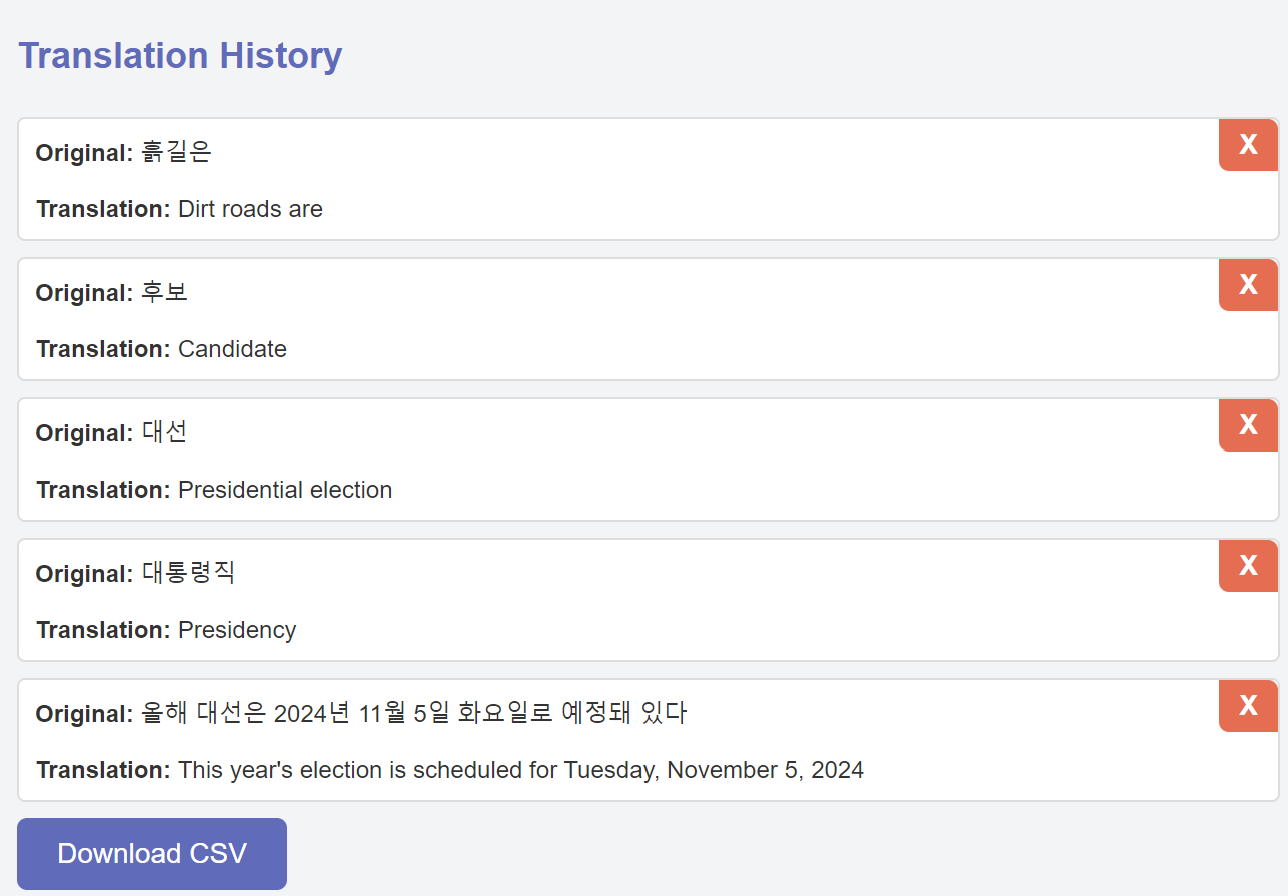 Translation History
Original: 흙길은
X
Translation: Dirt roads are
Original: 후보
X
Translation: Candidate
Original: 대선
X
Translation: Presidential election
Original: 대통령직
X
Translation: Presidency
Original: 올해 대선은 2024년 11월 5일 화요일로 예정돼 있다
X
Translation: This year's election is scheduled for Tuesday, November 5, 2024
Download CSV